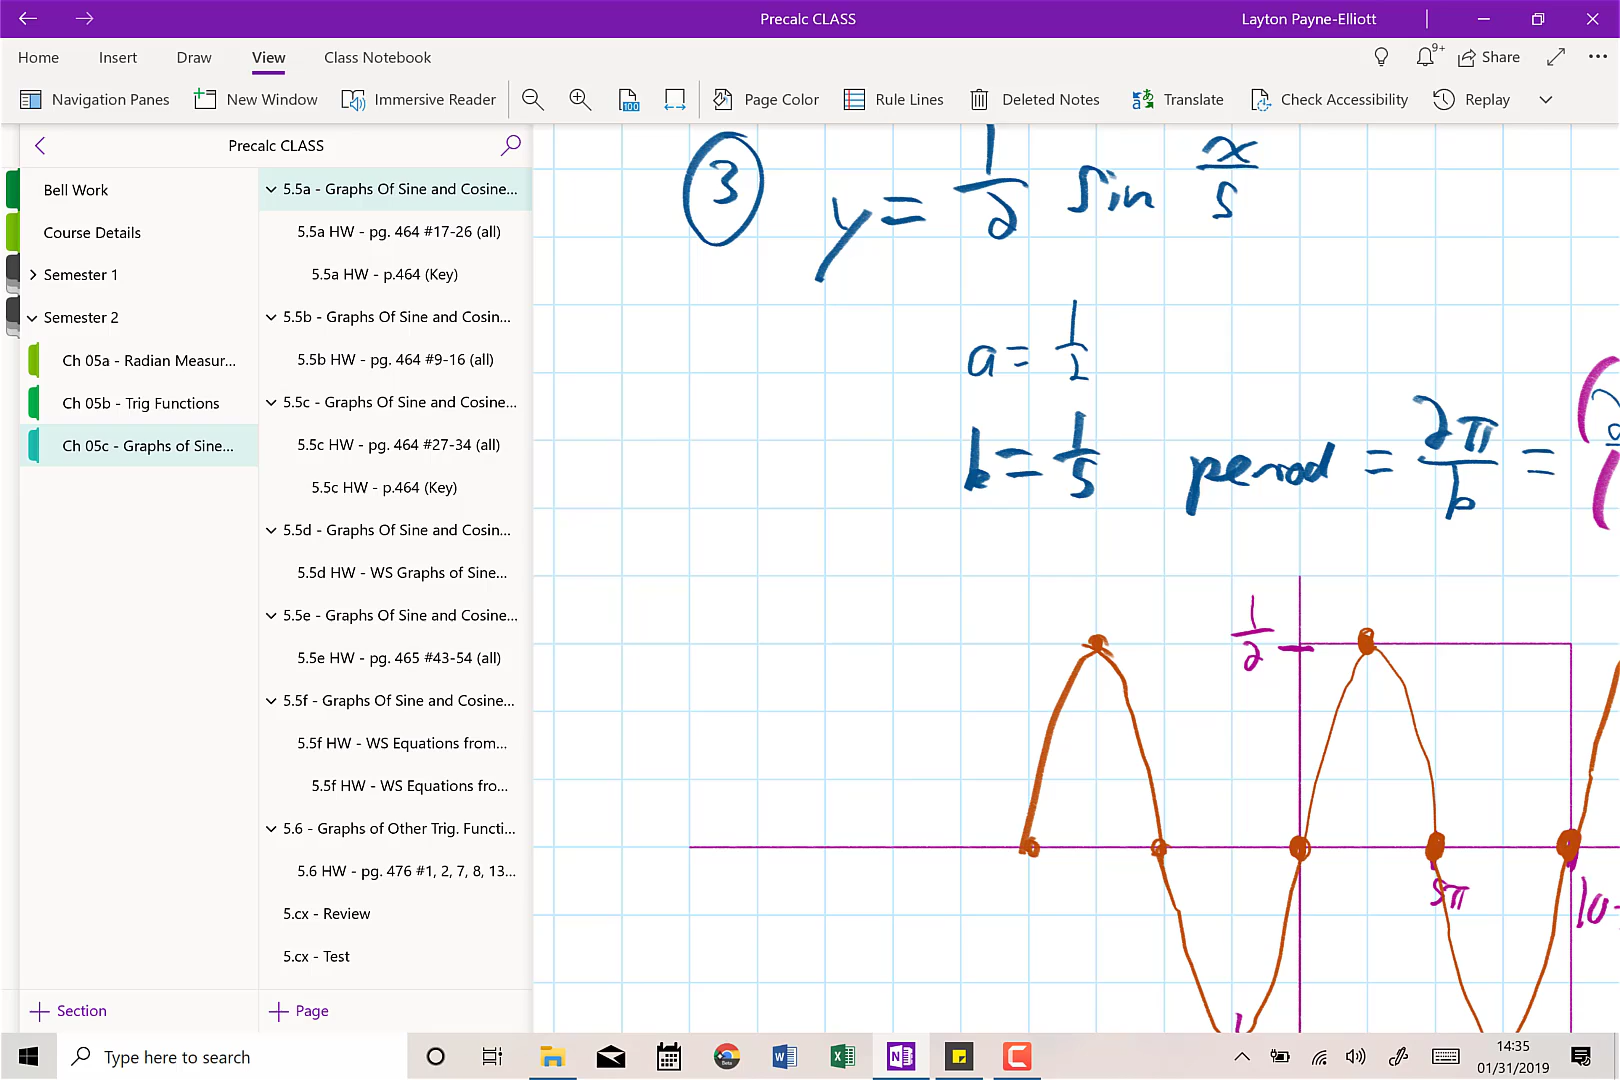 Precalc CLASS
Layton Payne-Elliott
Home Insert Draw View Class Notebook
9+
Share
Navigation Panes New Window Immersive Reader
100
Page Color Rule Lines Deleted Notes Translate Check Accessibility Replay
Precalc CLASS
Bell Work
Course Details
Semester 1
Semester 2
Ch 05a - Radian Measur...
Ch 05b - Trig Functions
Ch 05c - Graphs of Sine...
Section
5.5a - Graphs Of Sine and Cosine...
5.5a HW - pg. 464 #17-26 (all)
5.5a HW - p.464 (Key)
5.5b - Graphs Of Sine and Cosin...
5.5b HW - pg. 464 #9-16 (all)
5.5c - Graphs Of Sine and Cosine...
5.5c HW - pg. 464 #27-34 (all)
5.5c HW - p.464 (Key)
5.5d - Graphs Of Sine and Cosin...
5.5d HW - WS Graphs of Sine...
5.5e - Graphs Of Sine and Cosine...
5.5e HW - pg. 465 #43-54 (all)
5.5f - Graphs Of Sine and Cosine...
5.5f HW - WS Equations from...
5.5f HW - WS Equations fro...
5.6 - Graphs of Other Trig. Functi...
5.6 HW - pg. 476 #1, 2, 7, 8, 13...
5.cx - Review
5.cx - Test
Page
3 y = 1/2 sin x/5
a = 1/2
b = 1/5 period = 2π/b =
1/2
5π
10
Type here to search
14:35
01/31/2019